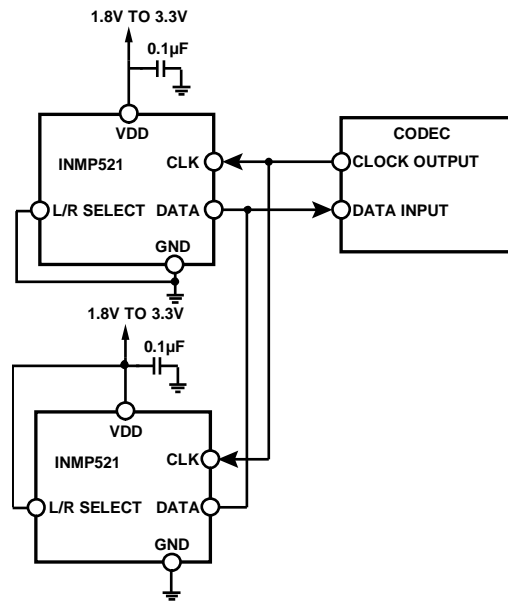 1.8V TO 3.3V
0.1µF
VDD
CODEC
INMP521
CLK
CLOCK OUTPUT
L/R SELECT
DATA
DATA INPUT
GND
1.8V TO 3.3V
0.1µF
VDD
INMP521
CLK
L/R SELECT
DATA
GND